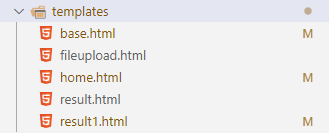 templates
base.html M
fileupload.html
home.html M
result.html
result1.html M